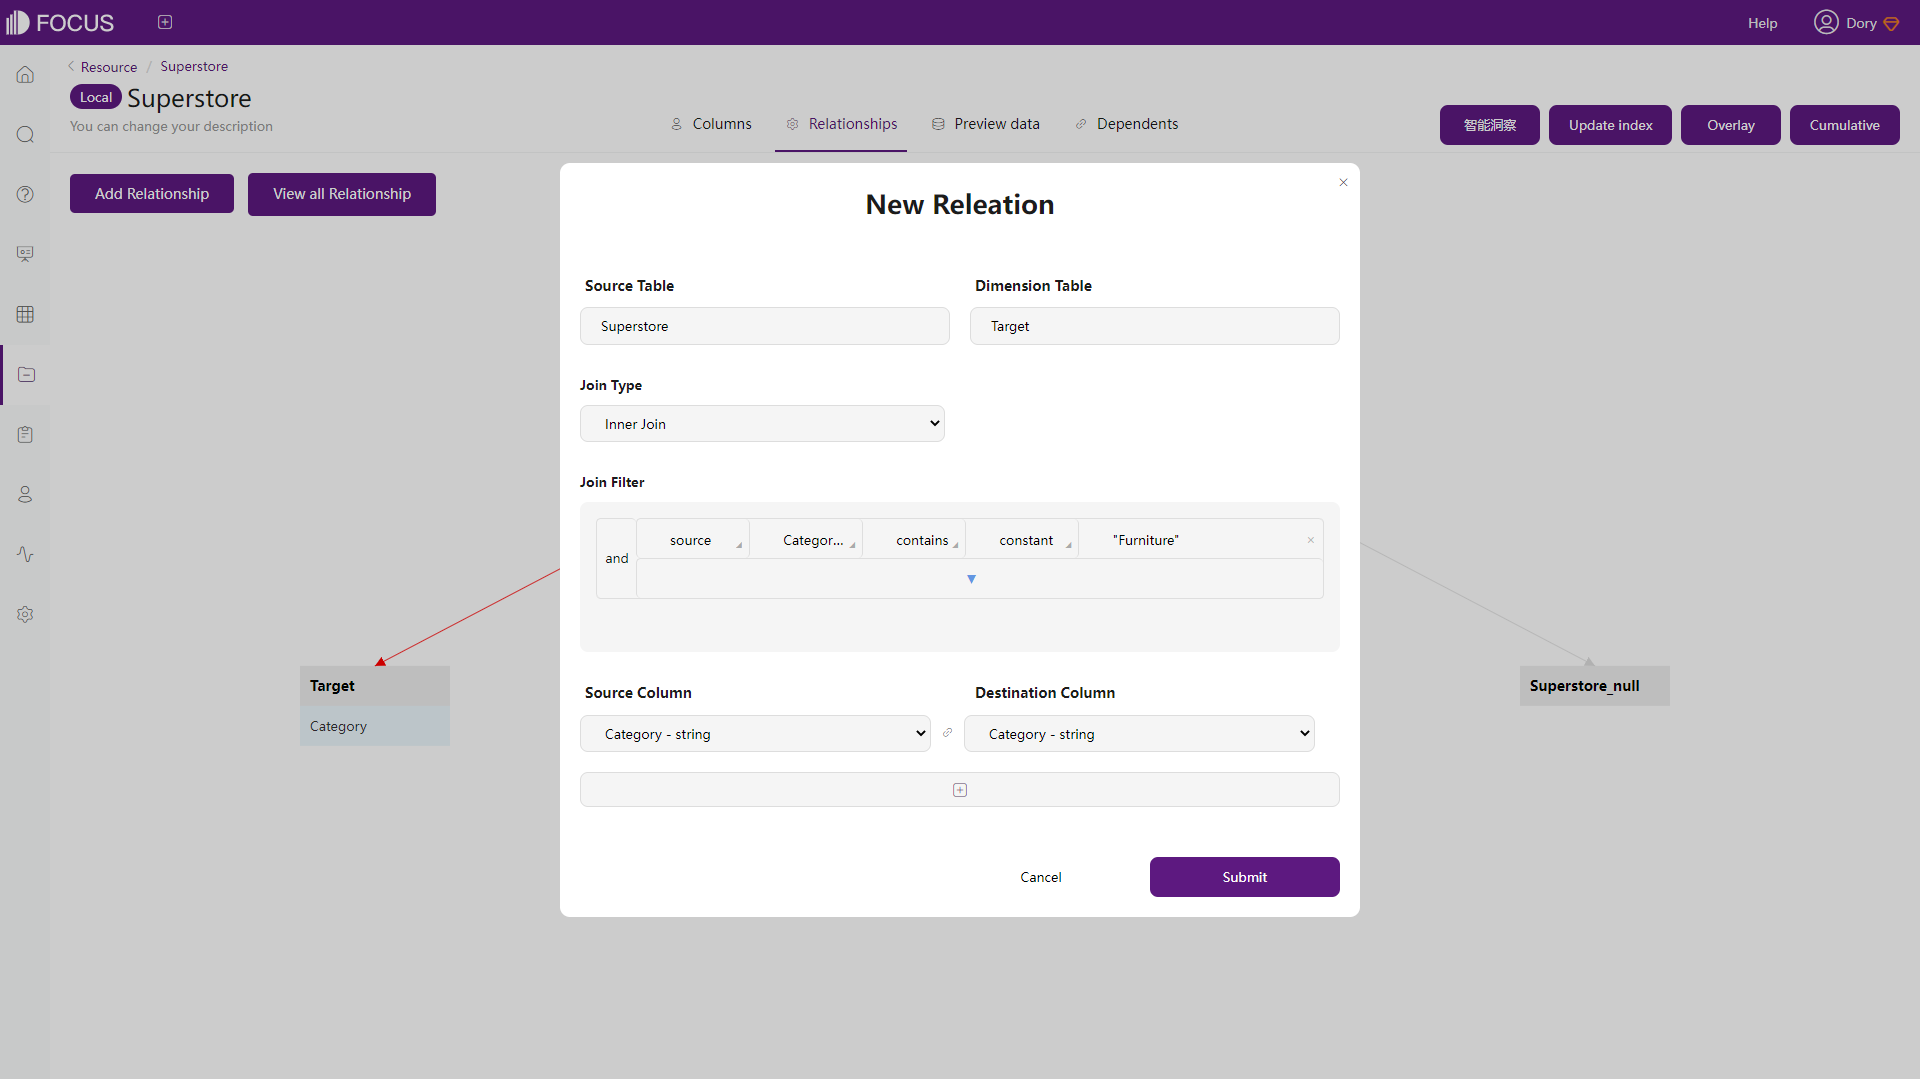 FOCUS
Help
Dory
Resource / Superstore
Local Superstore
You can change your description
Columns
Relationships
Preview data
Dependents
智能洞察
Update index
Overlay
Cumulative
Add Relationship
View all Relationship
New Releation
Source Table
Dimension Table
Superstore
Target
Join Type
Inner Join
Join Filter
and
source
Categor...
contains
constant
"Furniture"
Target
Category
Superstore_null
Source Column
Destination Column
Category - string
Category - string
Cancel
Submit